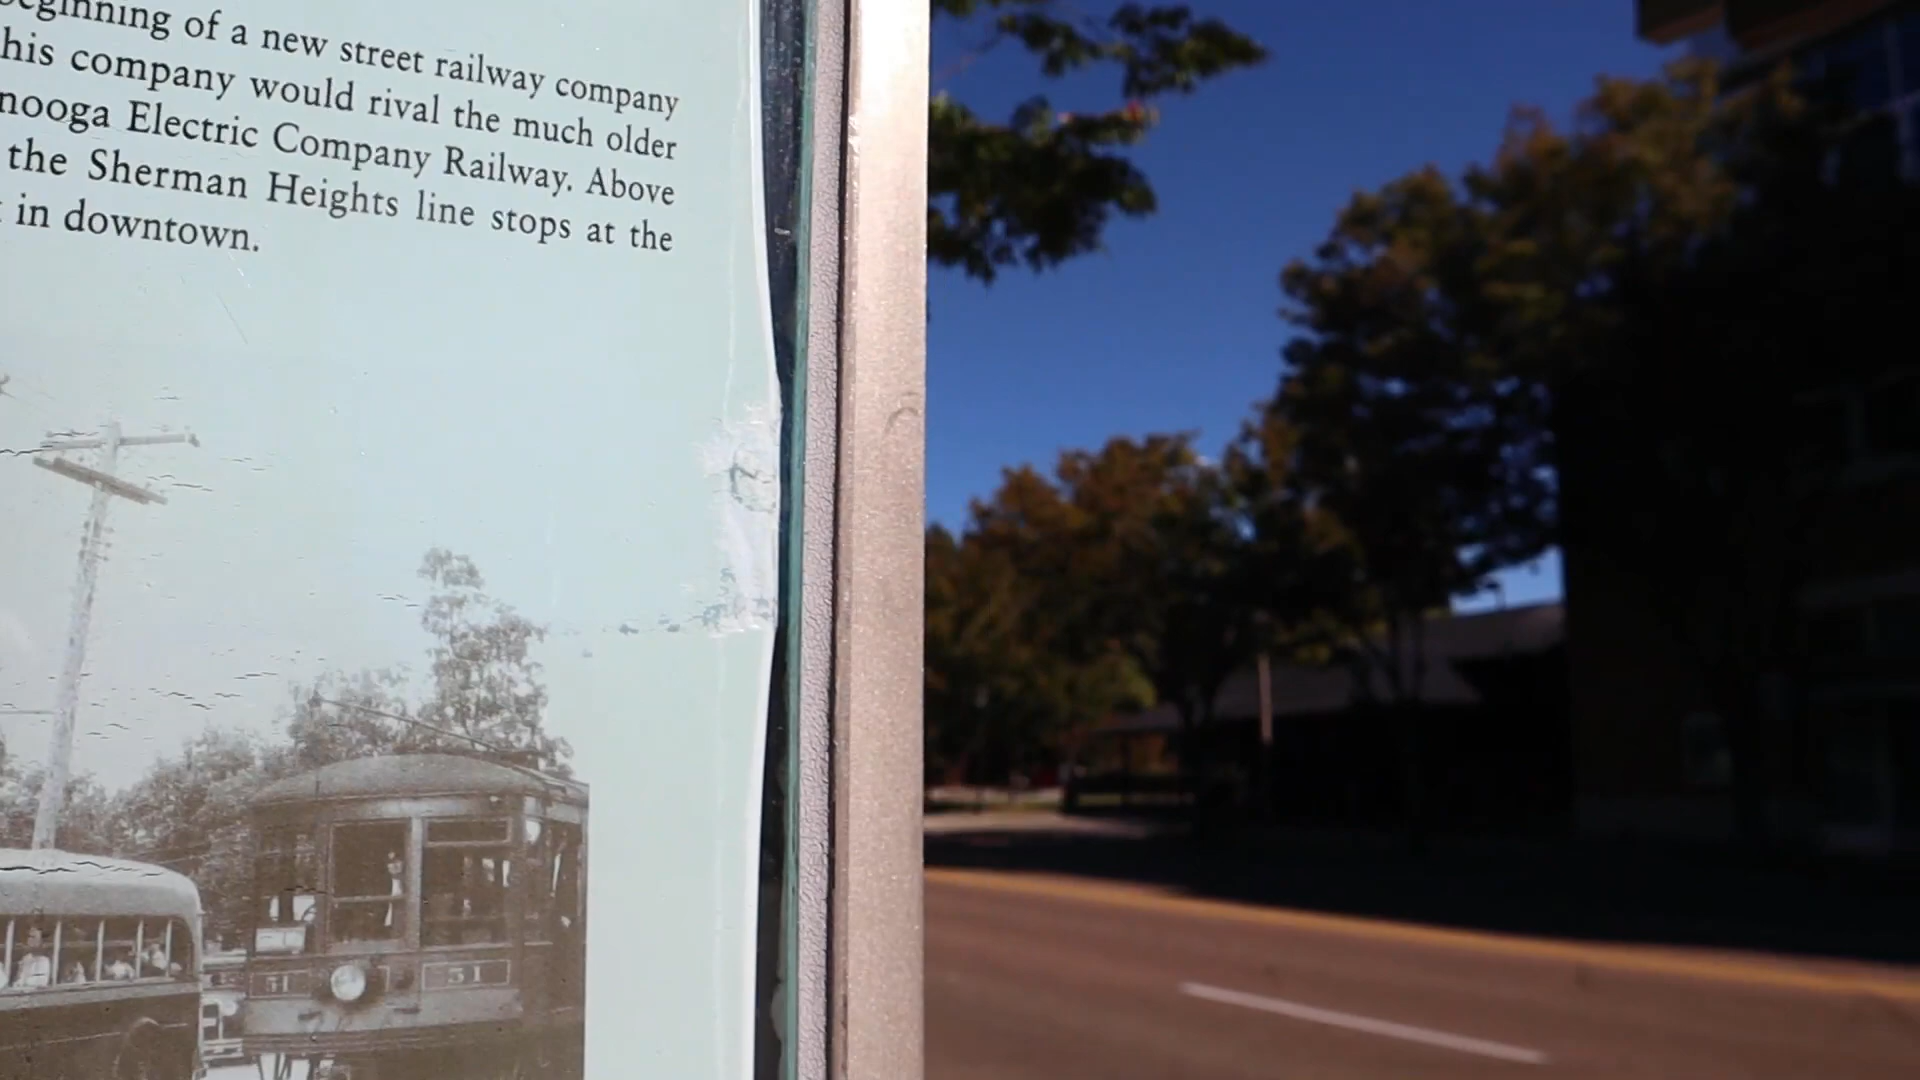 beginning of a new street railway company
his company would rival the much older
nooga Electric Company Railway. Above
the Sherman Heights line stops at the
in downtown.
51
51